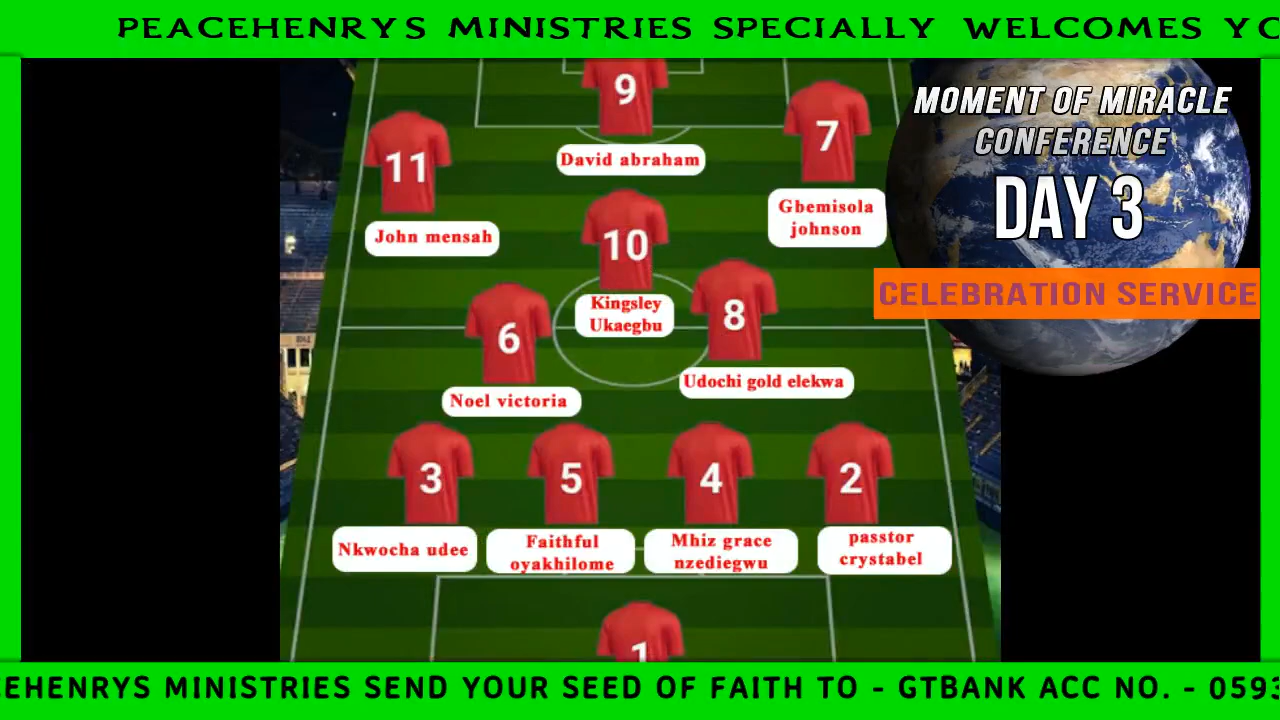 PEACEHENRYS MINISTRIES SPECIALLY WELCOMES
MOMENT OF MIRACLE
CONFERENCE
DAY 3
CELEBRATION SERVICE
9
David abraham
11
John mensah
7
Gbemisola
johnson
10
Kingsley
Ukaegbu
6
Noel victoria
8
Udochi gold elekwa
3
Nkwocha udee
5
Faithful
oyakhilome
4
Mhiz grace
nzediegwu
2
passtor
crystabel
1
EHENRYS MINISTRIES SEND YOUR SEED OF FAITH TO - GTBANK ACC NO. - 059